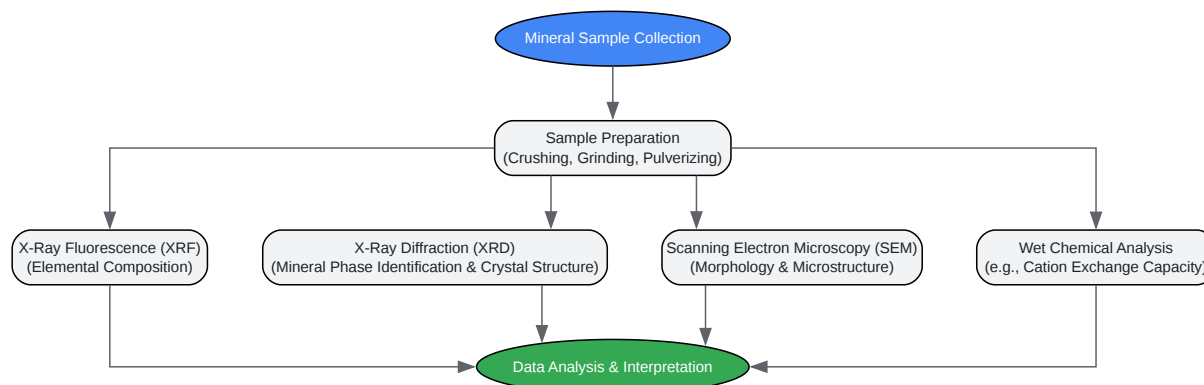 Mineral Sample Collection
Sample Preparation
(Crushing, Grinding, Pulverizing)
X-Ray Fluorescence (XRF)
(Elemental Composition)
X-Ray Diffraction (XRD)
(Mineral Phase Identification & Crystal Structure)
Scanning Electron Microscopy (SEM)
(Morphology & Microstructure)
Wet Chemical Analysis
(e.g., Cation Exchange Capacity)
Data Analysis & Interpretation